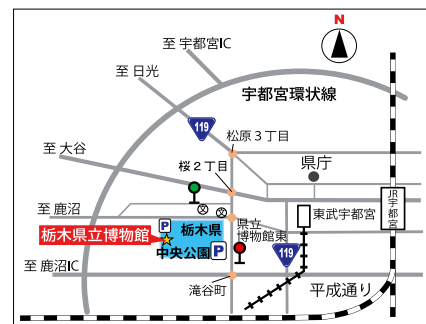 N
至 宇都宮IC
至 日光
宇都宮環状線
119
松原3丁目
至 大谷
桜2丁目
県庁
至 鹿沼
P
栃木県
県立
博物館東
東武宇都宮
JR宇都宮
栃木県立博物館
中央公園
P
119
至 鹿沼IC
滝谷町
平成通り